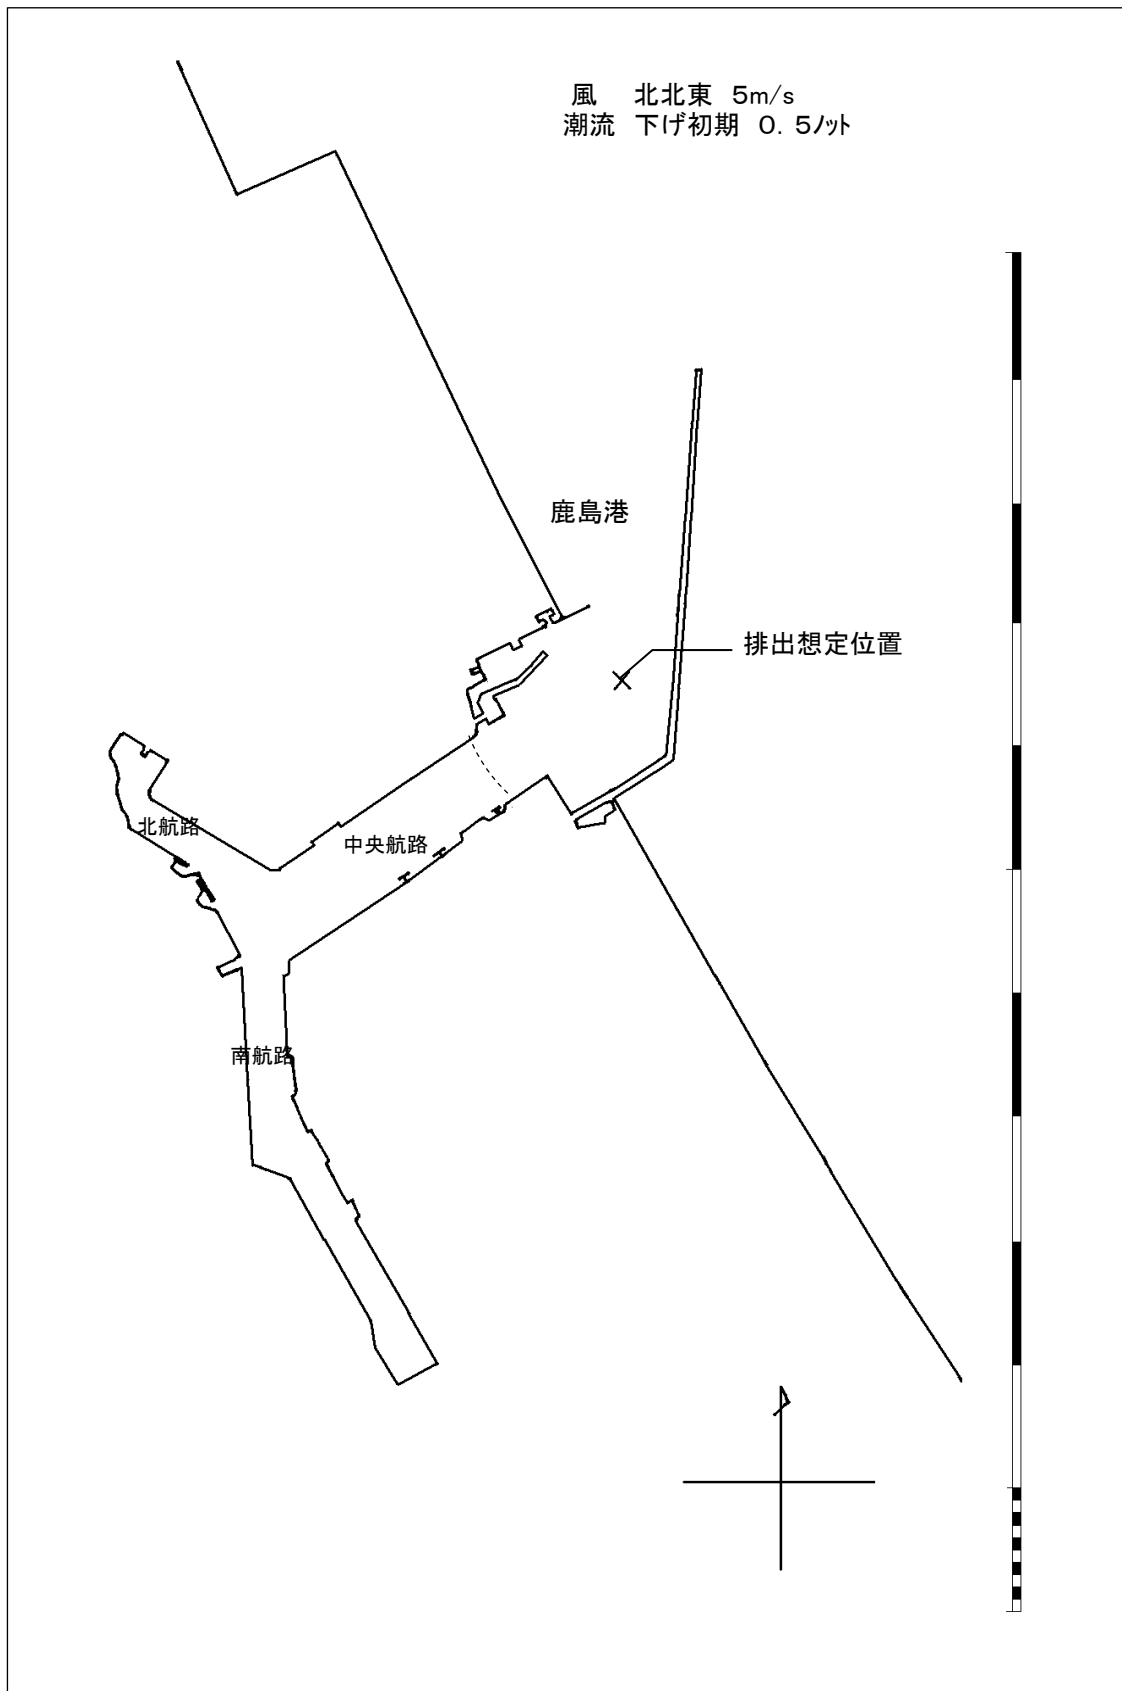 風　北北東　5m/s
潮流　下げ初期　0. 5ノット
鹿島港
排出想定位置
北航路
中央航路
南航路